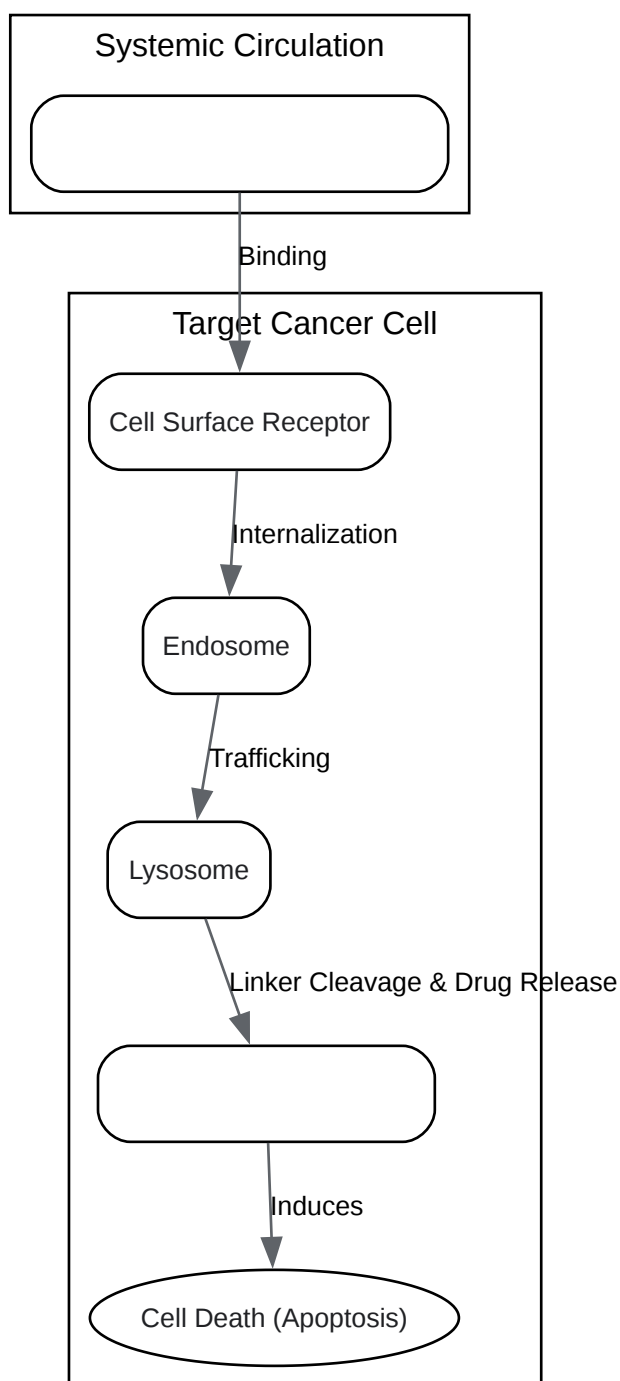 Systemic Circulation
Binding
Target Cancer Cell
Cell Surface Receptor
Internalization
Endosome
Trafficking
Lysosome
Linker Cleavage & Drug Release
Induces
Cell Death (Apoptosis)